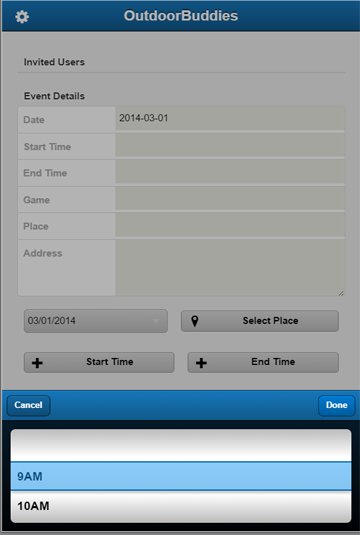 OutdoorBuddies
Invited Users
Event Details
Date 2014-03-01
Start Time
End Time
Game
Place
Address
03/01/2014 Select Place
Start Time End Time
Cancel Done
9AM
10AM